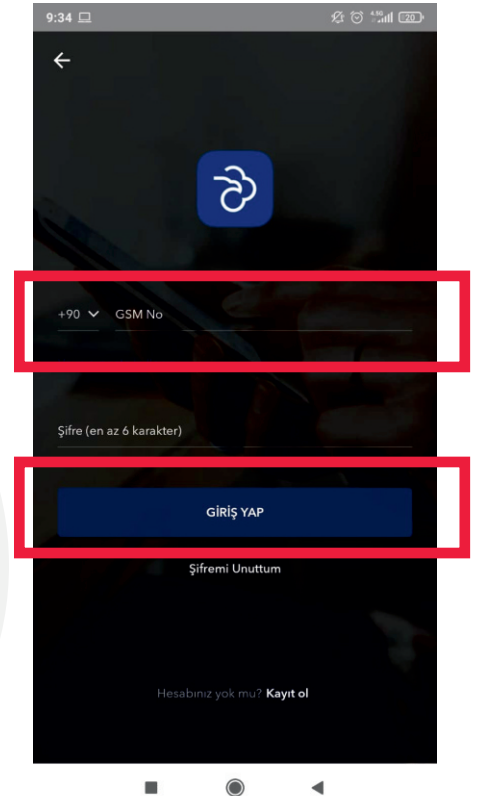 9:34
20
+90 GSM No
Şifre (en az 6 karakter)
GİRİŞ YAP
Şifremi Unuttum
Hesabınız yok mu? Kayıt ol